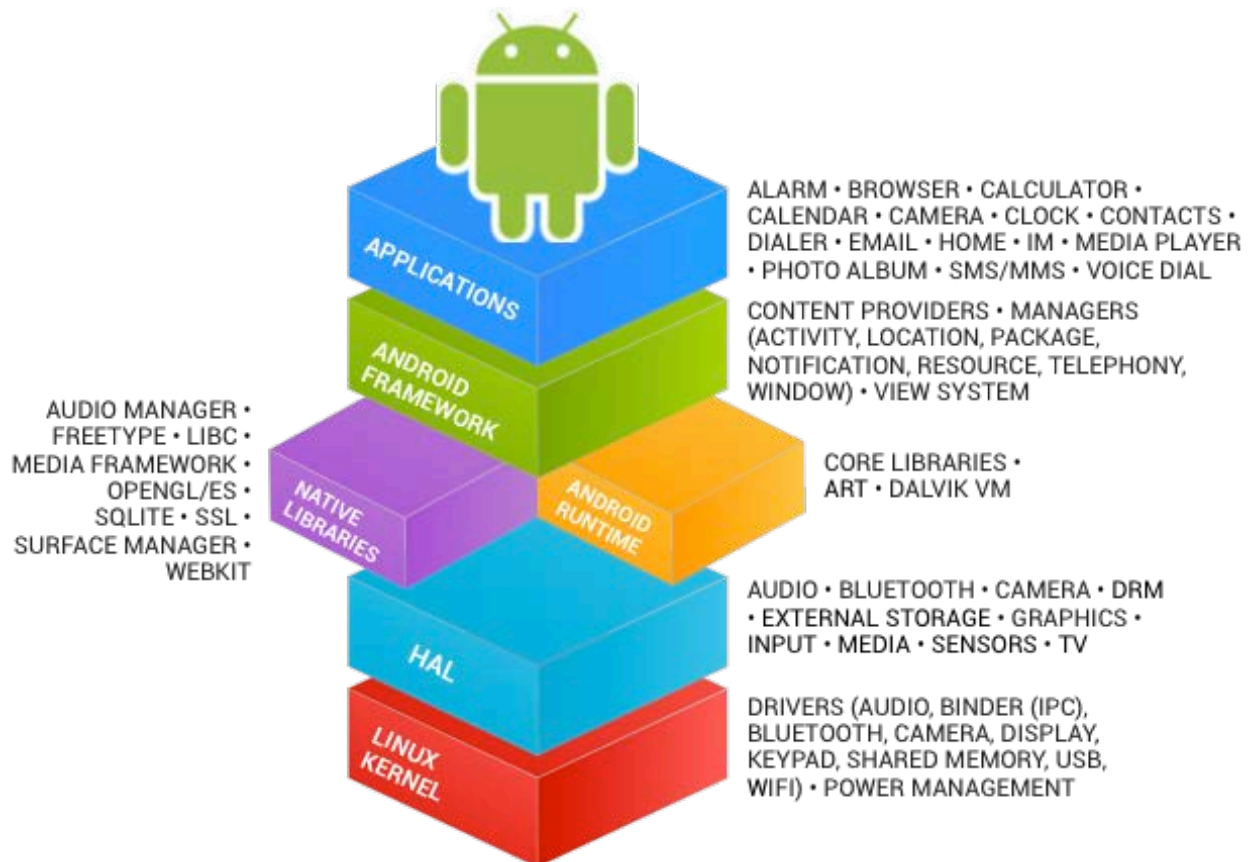 APPLICATIONS
ALARM • BROWSER • CALCULATOR •
CALENDAR • CAMERA • CLOCK • CONTACTS •
DIALER • EMAIL • HOME • IM • MEDIA PLAYER
• PHOTO ALBUM • SMS/MMS • VOICE DIAL
ANDROID
FRAMEWORK
CONTENT PROVIDERS • MANAGERS
(ACTIVITY, LOCATION, PACKAGE,
NOTIFICATION, RESOURCE, TELEPHONY,
WINDOW) • VIEW SYSTEM
AUDIO MANAGER •
FREETYPE • LIBC •
MEDIA FRAMEWORK •
OPENGL/ES •
SQLITE • SSL •
SURFACE MANAGER •
WEBKIT
NATIVE
LIBRARIES
ANDROID
RUNTIME
CORE LIBRARIES •
ART • DALVIK VM
HAL
AUDIO • BLUETOOTH • CAMERA • DRM
• EXTERNAL STORAGE • GRAPHICS •
INPUT • MEDIA • SENSORS • TV
LINUX
KERNEL
DRIVERS (AUDIO, BINDER (IPC),
BLUETOOTH, CAMERA, DISPLAY,
KEYPAD, SHARED MEMORY, USB,
WIFI) • POWER MANAGEMENT